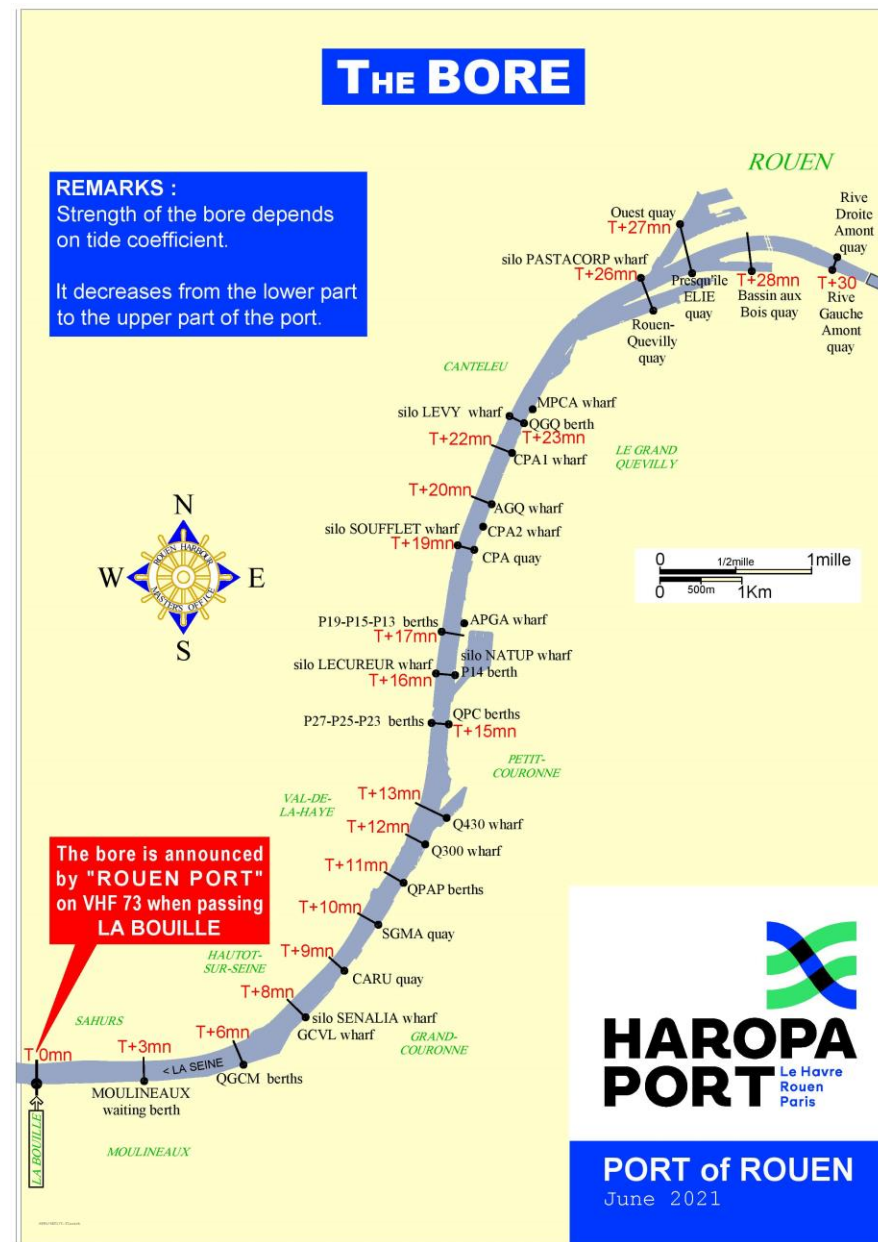 THE BORE
REMARKS :
Strength of the bore depends
on tide coefficient.
It decreases from the lower part
to the upper part of the port.
ROUEN
Rive
Droite
Amont
quay
Ouest quay
T+27mn
silo PASTACORP wharf
T+26mn
Presqu'ile
ELIE
quay
T+28mn
Bassin aux
Bois quay
T+30
Rive
Gauche
Amont
quay
Rouen-
Quevilly
quay
CANTELEU
MPCA wharf
silo LEVY wharf
QGQ berth
T+22mn
T+23mn
CPA1 wharf
LE GRAND
QUEVILLY
T+20mn
AGQ wharf
silo SOUFFLET wharf
CPA2 wharf
T+19mn
CPA quay
N
W
E
S
ROUEN HARBOUR
MASTER'S OFFICE
0
1/2mille
1mille
0
500m
1Km
P19-P15-P13 berths
APGA wharf
T+17mn
silo NATUP wharf
silo LECUREUR wharf
P14 berth
T+16mn
P27-P25-P23 berths
QPC berths
T+15mn
PETIT-
COURONNE
VAL-DE-
LA-HAYE
T+13mn
Q430 wharf
T+12mn
Q300 wharf
T+11mn
QPAP berths
T+10mn
SGMA quay
T+9mn
CARU quay
HAUTOT
SUR-SEINE
T+8mn
silo SENALIA wharf
GCVL wharf
GRAND-
COURONNE
The bore is announced
by "ROUEN PORT"
on VHF 73 when passing
LA BOUILLE
SAHURS
T 0mn
T+3mn
T+6mn
< LA SEINE
QGCM berths
MOULINEAUX
waiting berth
LA BOUILLE
MOULINEAUX
HAROPA
PORT
Le Havre
Rouen
Paris
PORT of ROUEN
June 2021